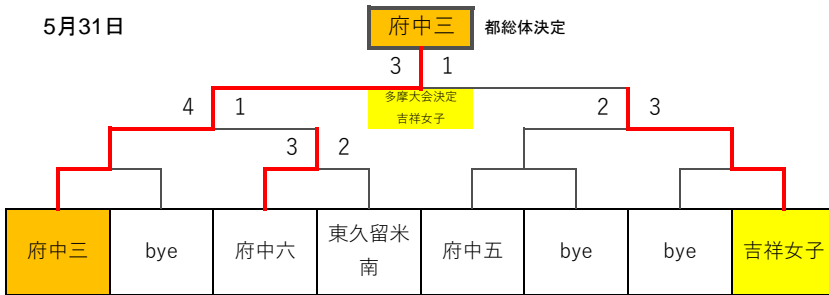 5月31日
府中三
都総体決定
3 1
多摩大会決定
吉祥女子
4 1
2 3
3 2
府中三
bye
府中六
東久留米
南
府中五
bye
bye
吉祥女子